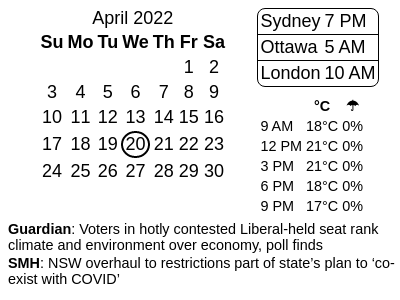 April 2022
Su Mo Tu We Th Fr Sa
1 2
3 4 5 6 7 8 9
10 11 12 13 14 15 16
17 18 19 20 21 22 23
24 25 26 27 28 29 30
Sydney 7 PM
Ottawa 5 AM
London 10 AM
°C ☂
9 AM 18°C 0%
12 PM 21°C 0%
3 PM 21°C 0%
6 PM 18°C 0%
9 PM 17°C 0%
Guardian: Voters in hotly contested Liberal-held seat rank
climate and environment over economy, poll finds
SMH: NSW overhaul to restrictions part of state’s plan to ‘co-
exist with COVID’